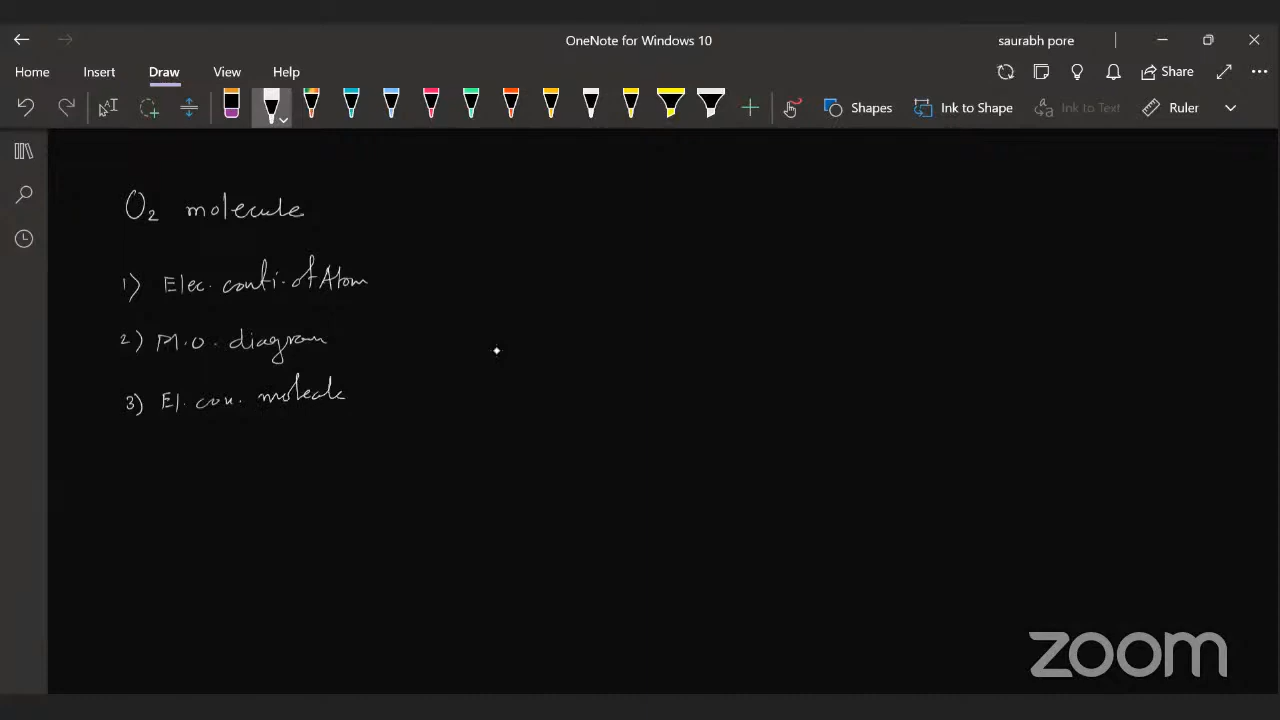 OneNote for Windows 10
saurabh pore
Home Insert Draw View Help
Share
Shapes Ink to Shape Ink to Text Ruler
O2 molecule
1) Elec. confi. of Atom
2) M.O. diagram
3) El. con. molecule
zoom